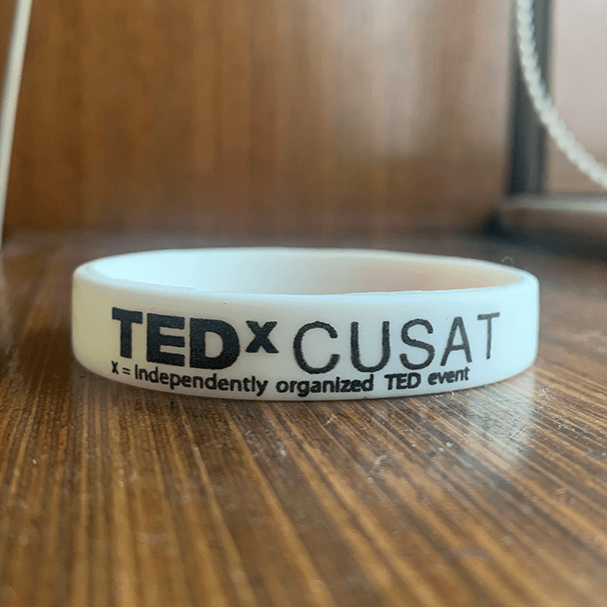 TEDx CUSAT
x = independently organized TED event